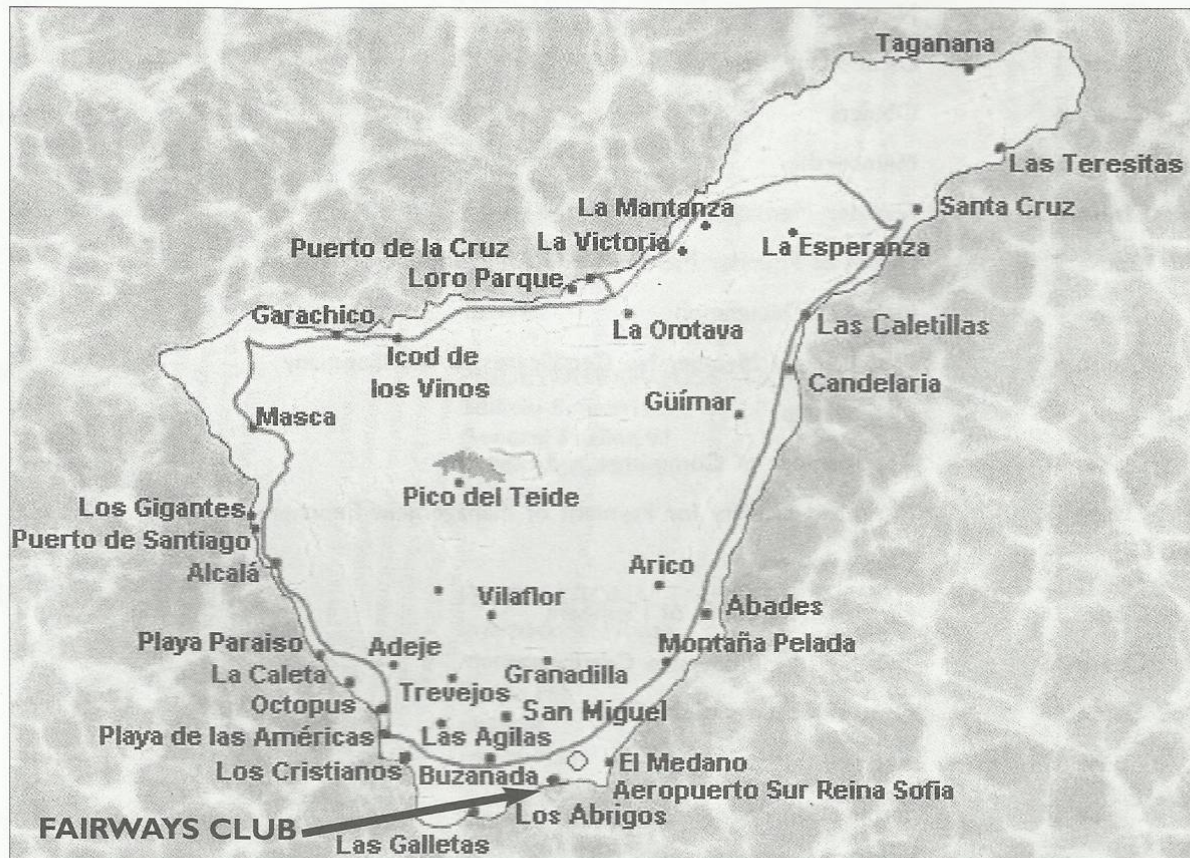 Taganana
Las Teresitas
Santa Cruz
La Mantanza
La Victoria
La Esperanza
Puerto de la Cruz
Loro Parque
Garachico
La Orotava
Las Caletillas
Icod de
los Vinos
Candelaria
Güímar
Masca
Pico del Teide
Los Gigantes
Puerto de Santiago
Alcalá
Arico
Vilaflor
Abades
Playa Paraiso
Adeje
Montaña Pelada
La Caleta
Granadilla
Trevejos
Octopus
San Miguel
Playa de las Américas
Las Agilas
Los Cristianos
Buzanada
El Medano
Aeropuerto Sur Reina Sofia
FAIRWAYS CLUB
Los Abrigos
Las Galletas